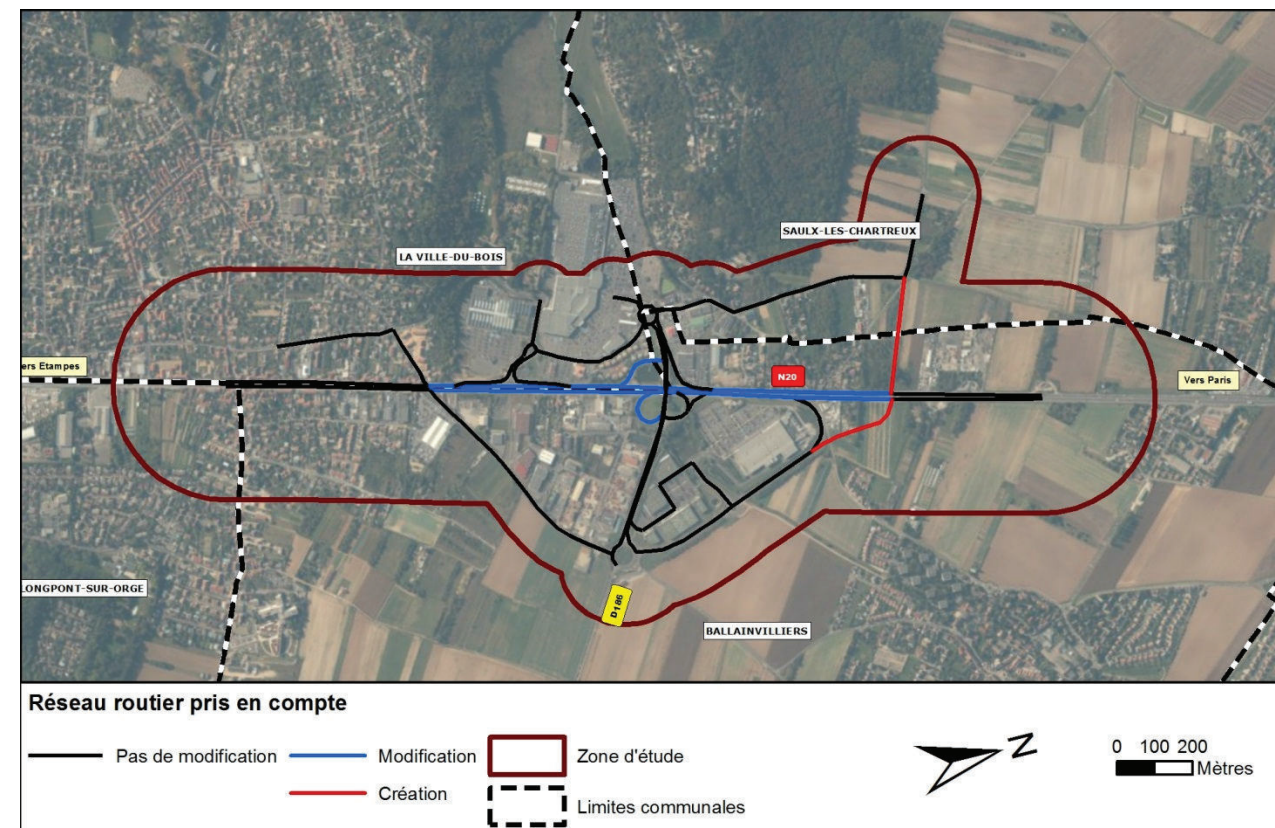 SAULX-LES-CHARTREUX
LA VILLE-DU-BOIS
ers Etampes
N20
Vers Paris
LONGPONT-SUR-ORGE
D186
BALLAINVILLIERS
Réseau routier pris en compte
Pas de modification
Modification
Zone d'étude
Création
Limites communales
N
0 100 200
Mètres